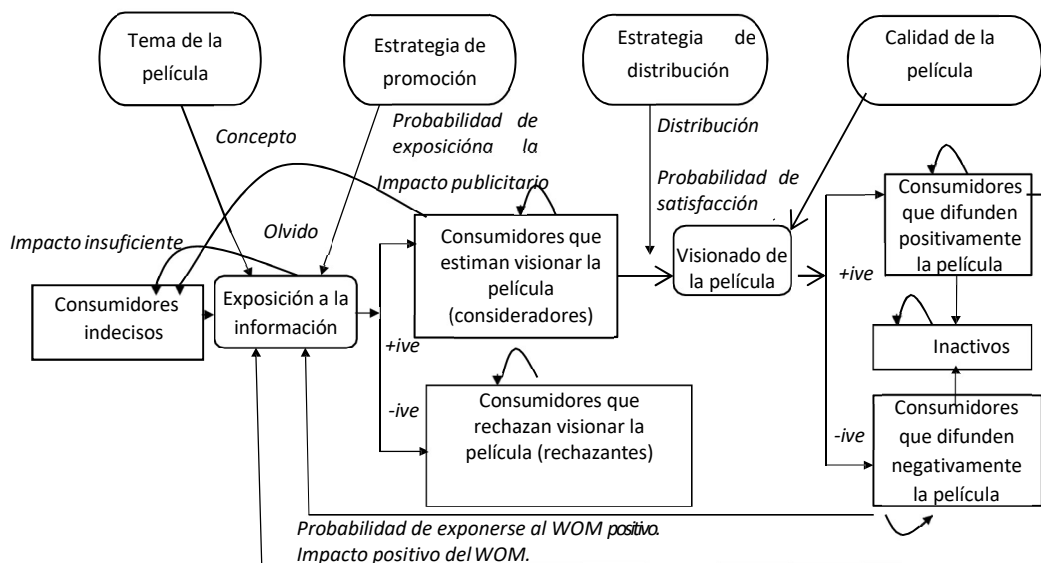 Tema de la
película
Estrategia de
promoción
Estrategia de
distribución
Calidad de la
película
Concepto
Probabilidad de
exposicióna la
Impacto publicitario
Distribución
Probabilidad de
satisfacción
Impacto insuficiente
Olvido
Consumidores
indecisos
Exposición a la
información
+ive
-ive
Consumidores que
estiman visionar la
película
(consideradores)
Consumidores que
rechazan visionar la
película (rechazantes)
Visionado de
la película
+ive
-ive
Consumidores
que difunden
positivamente
la película
Inactivos
Consumidores
que difunden
negativamente
la película
Probabilidad de exponerse al WOM positivo.
Impacto positivo del WOM.